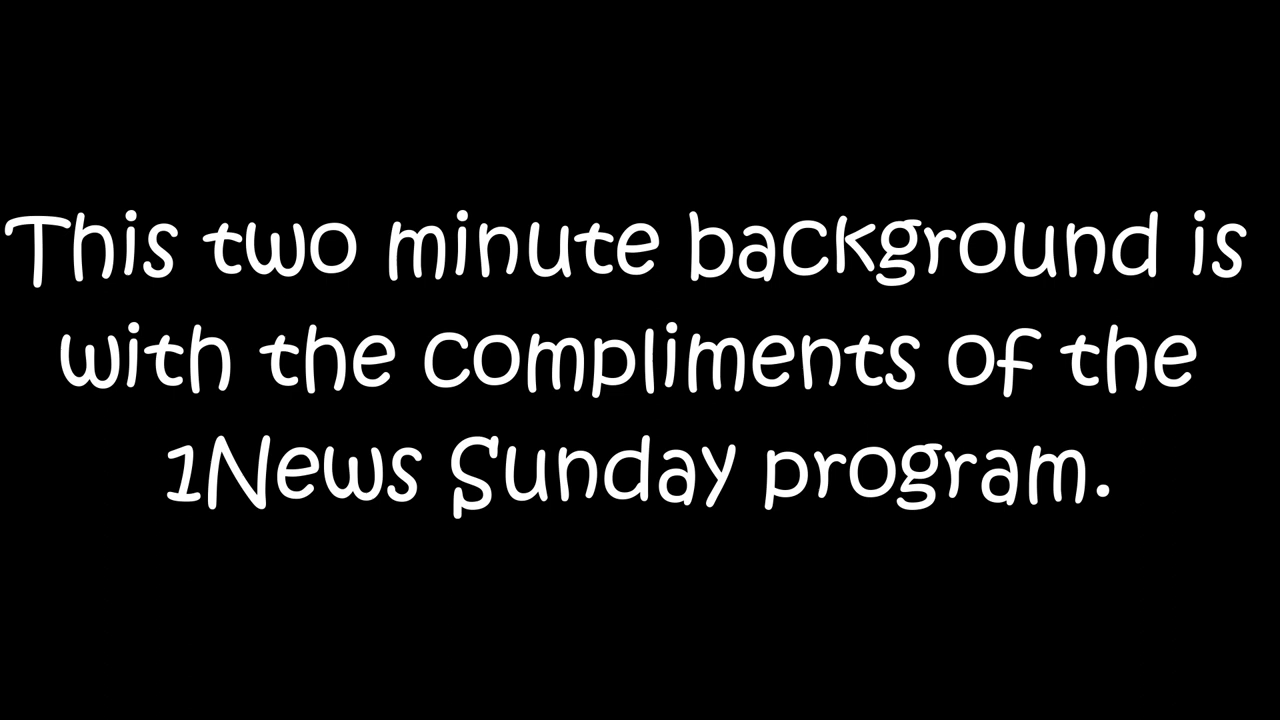 This two minute background is
with the compliments of the
1News Sunday program.